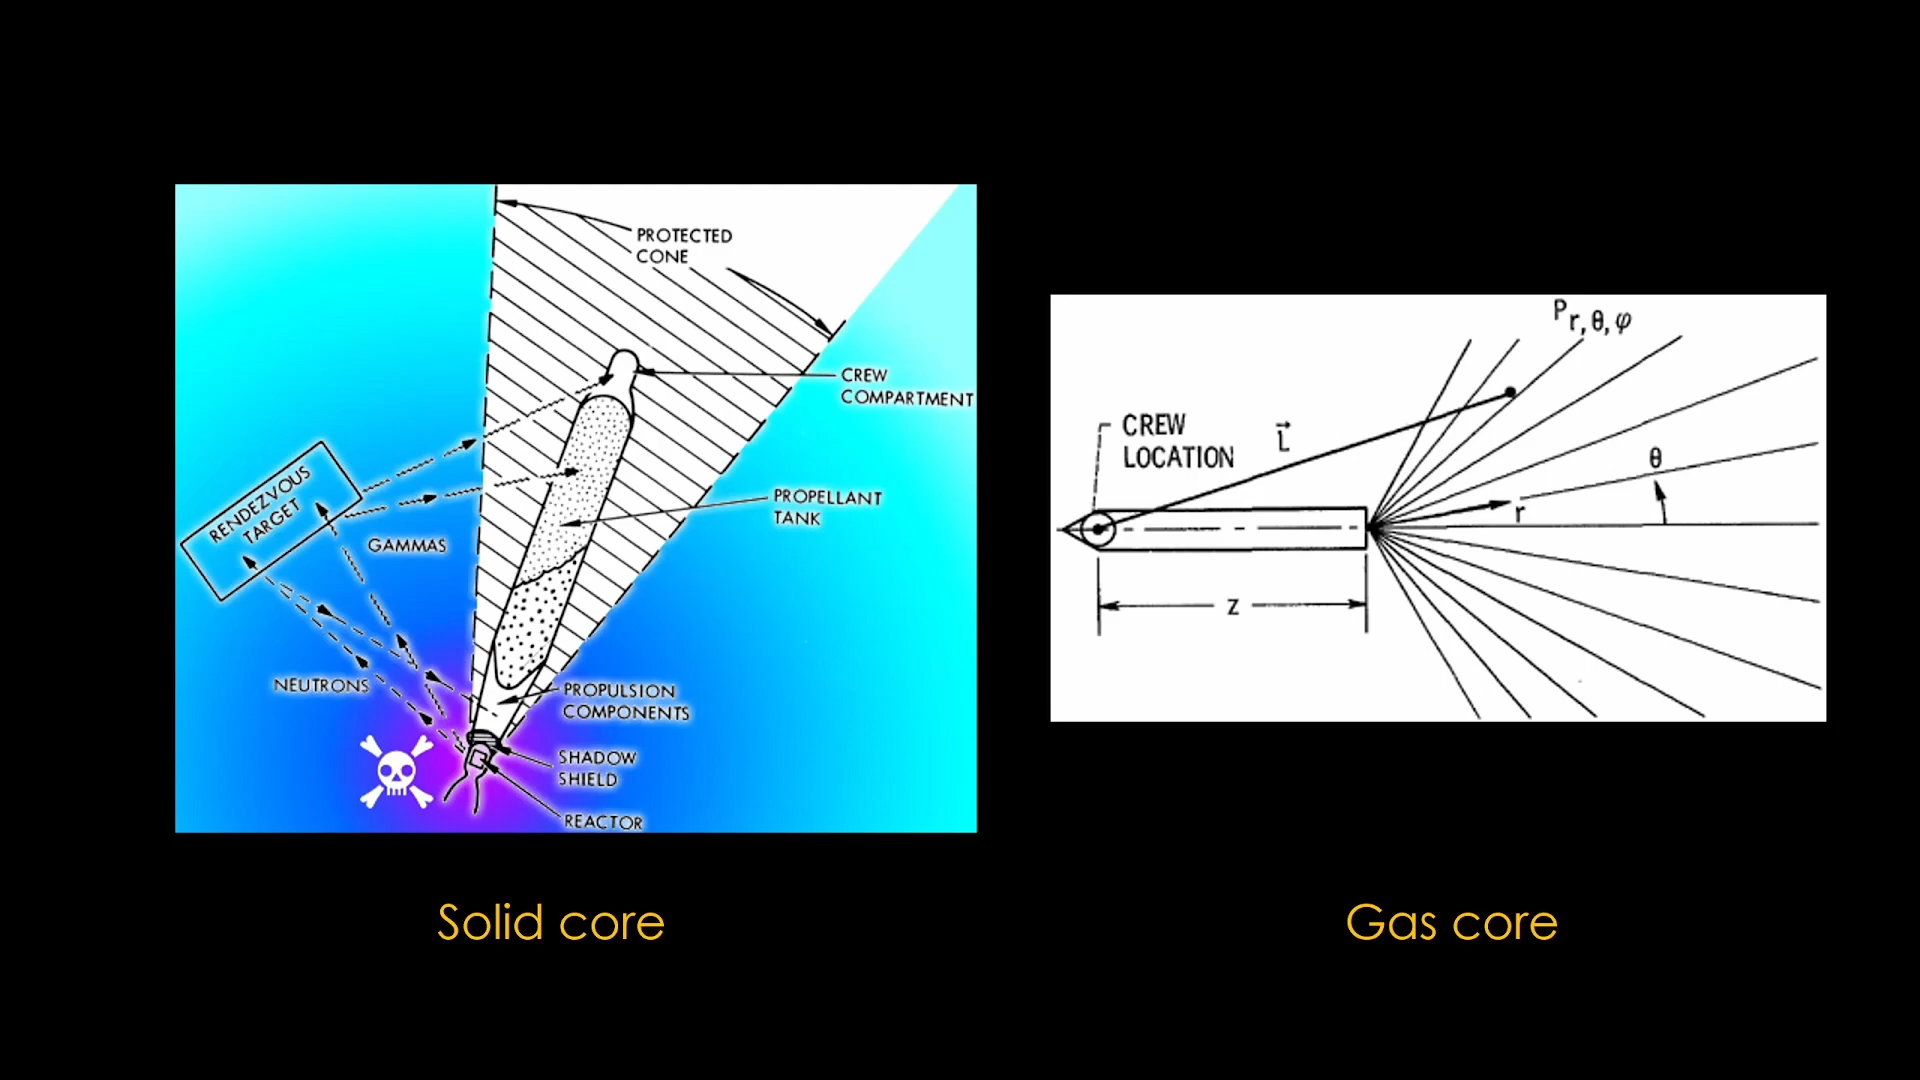 PROTECTED
CONE
CREW
COMPARTMENT
RENDEZVOUS
TARGET
PROPELLANT
TANK
GAMMAS
NEUTRONS
PROPULSION
COMPONENTS
SHADOW
SHIELD
REACTOR
Solid core
Pr, θ, φ
CREW
LOCATION
L⃗
θ
r
z
Gas core